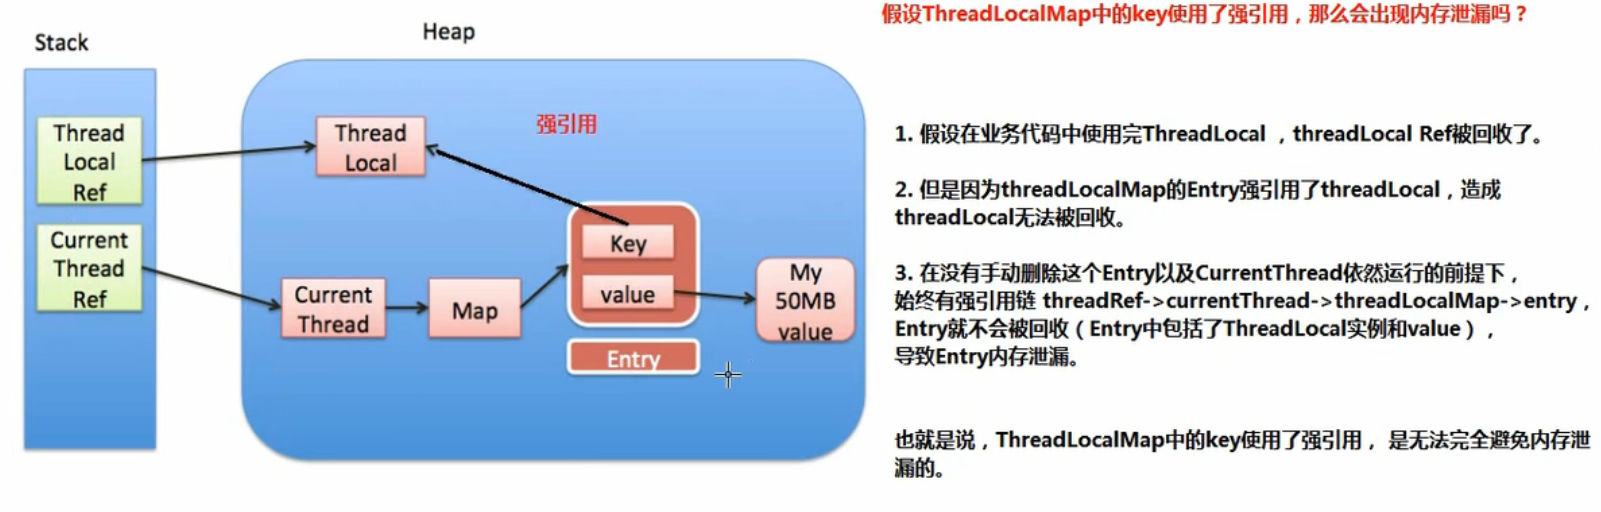 假设ThreadLocalMap中的key使用了强引用，那么会出现内存泄漏吗？
Stack
Heap
Thread
Local
Ref
Current
Thread
Ref
Thread
Local
强引用
Current
Thread
Map
Key
value
Entry
My
50MB
value
1. 假设在业务代码中使用完ThreadLocal ，threadLocal Ref被回收了。
2. 但是因为threadLocalMap的Entry强引用了threadLocal，造成
threadLocal无法被回收。
3. 在没有手动删除这个Entry以及CurrentThread依然运行的前提下，
始终有强引用链 threadRef->currentThread->threadLocalMap->entry，
Entry就不会被回收（Entry中包括了ThreadLocal实例和value），
导致Entry内存泄漏。
也就是说，ThreadLocalMap中的key使用了强引用， 是无法完全避免内存泄
漏的。